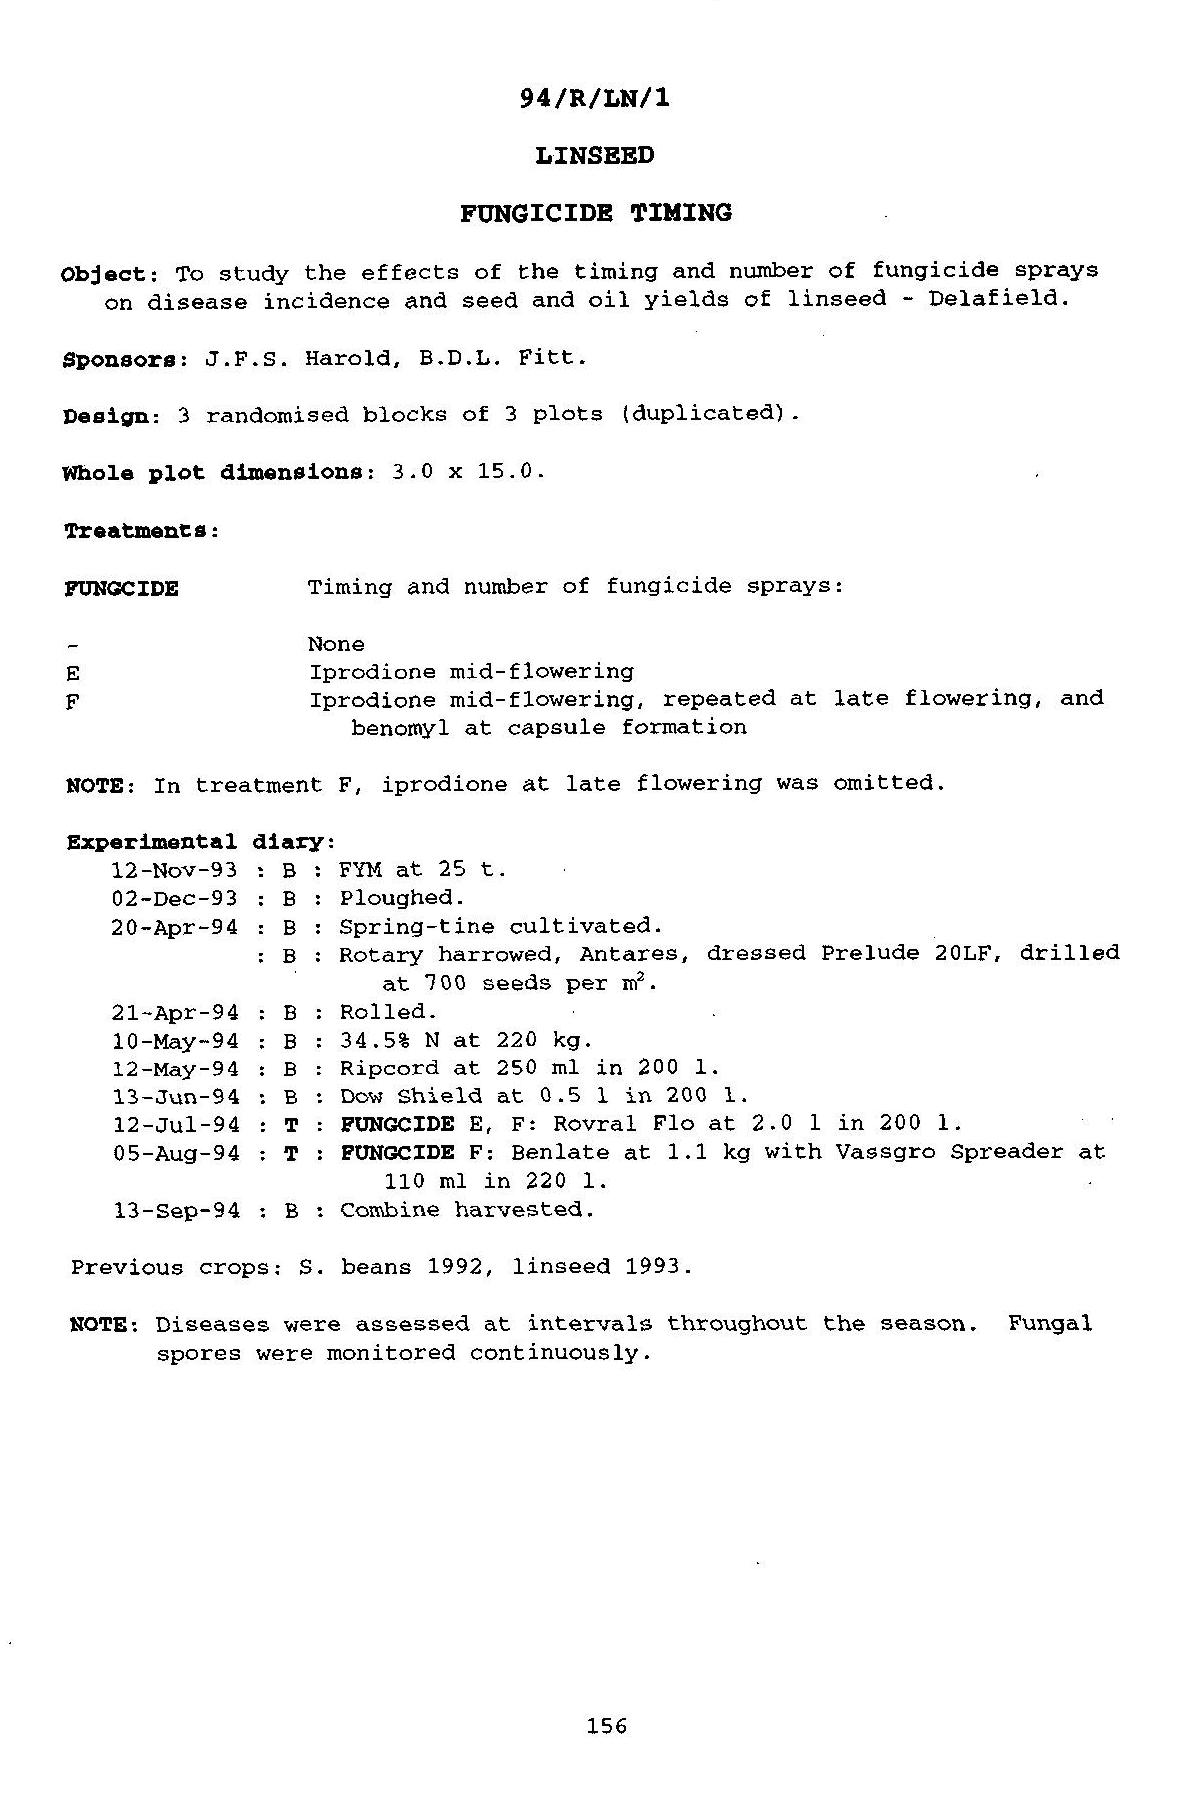 94/R/LN/1
LINSEED
FUNGICIDE TIMING
Object: To study the effects of the timing and number of fungicide sprays
on disease incidence and seed and oil yields of linseed - Delafield.
Sponsors: J.F.S. Harold, B.D.L. Fitt.
Design: 3 randomised blocks of 3 plots (duplicated).
Whole plot dimensions: 3.0 x 15.0.
Treatments:
FUNGCIDE Timing and number of fungicide sprays:
- None
E Iprodione mid-flowering
F Iprodione mid-flowering, repeated at late flowering, and
benomyl at capsule formation
NOTE: In treatment F, iprodione at late flowering was omitted.
Experimental diary:
12-Nov-93 : B : FYM at 25 t.
02-Dec-93 : B : Ploughed.
20-Apr-94 : B : Spring-tine cultivated.
: B : Rotary harrowed, Antares, dressed Prelude 20LF, drilled
at 700 seeds per m².
21-Apr-94 : B : Rolled.
10-May-94 : B : 34.5% N at 220 kg.
12-May-94 : B : Ripcord at 250 ml in 200 l.
13-Jun-94 : B : Dow Shield at 0.5 l in 200 l.
12-Jul-94 : T : FUNGCIDE E, F: Rovral Flo at 2.0 l in 200 l.
05-Aug-94 : T : FUNGCIDE F: Benlate at 1.1 kg with Vassgro Spreader at
110 ml in 220 l.
13-Sep-94 : B : Combine harvested.
Previous crops: S. beans 1992, linseed 1993.
NOTE: Diseases were assessed at intervals throughout the season. Fungal
spores were monitored continuously.
156